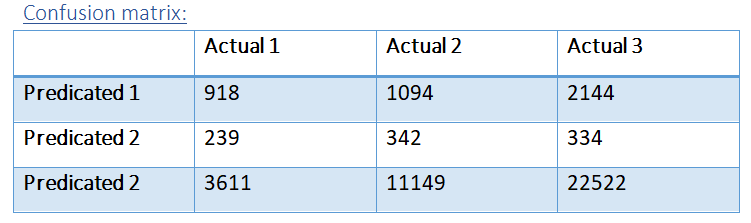 Confusion matrix:
Actual 1 Actual 2 Actual 3
Predicated 1 918 1094 2144
Predicated 2 239 342 334
Predicated 2 3611 11149 22522